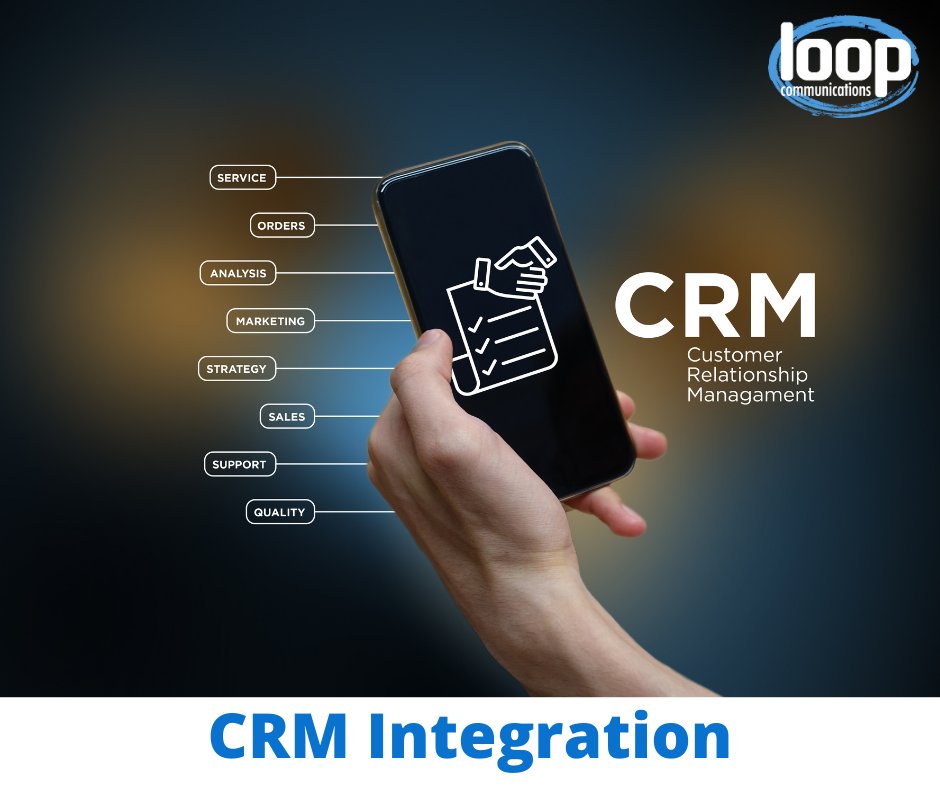 loop
communications
SERVICE
ORDERS
ANALYSIS
MARKETING
STRATEGY
SALES
SUPPORT
QUALITY
CRM
Customer
Relationship
Managament
CRM Integration